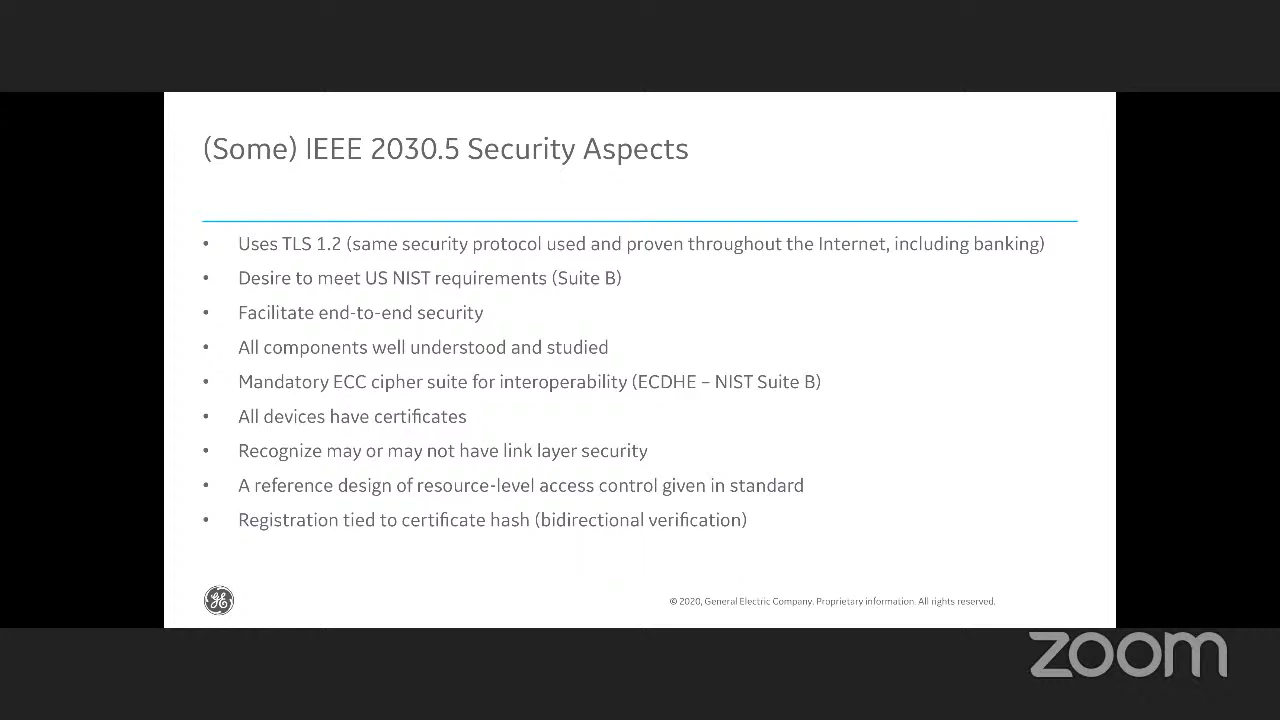 (Some) IEEE 2030.5 Security Aspects
• Uses TLS 1.2 (same security protocol used and proven throughout the Internet, including banking)
• Desire to meet US NIST requirements (Suite B)
• Facilitate end-to-end security
• All components well understood and studied
• Mandatory ECC cipher suite for interoperability (ECDHE – NIST Suite B)
• All devices have certificates
• Recognize may or may not have link layer security
• A reference design of resource-level access control given in standard
• Registration tied to certificate hash (bidirectional verification)
GE
© 2020, General Electric Company. Proprietary information. All rights reserved.
zoom